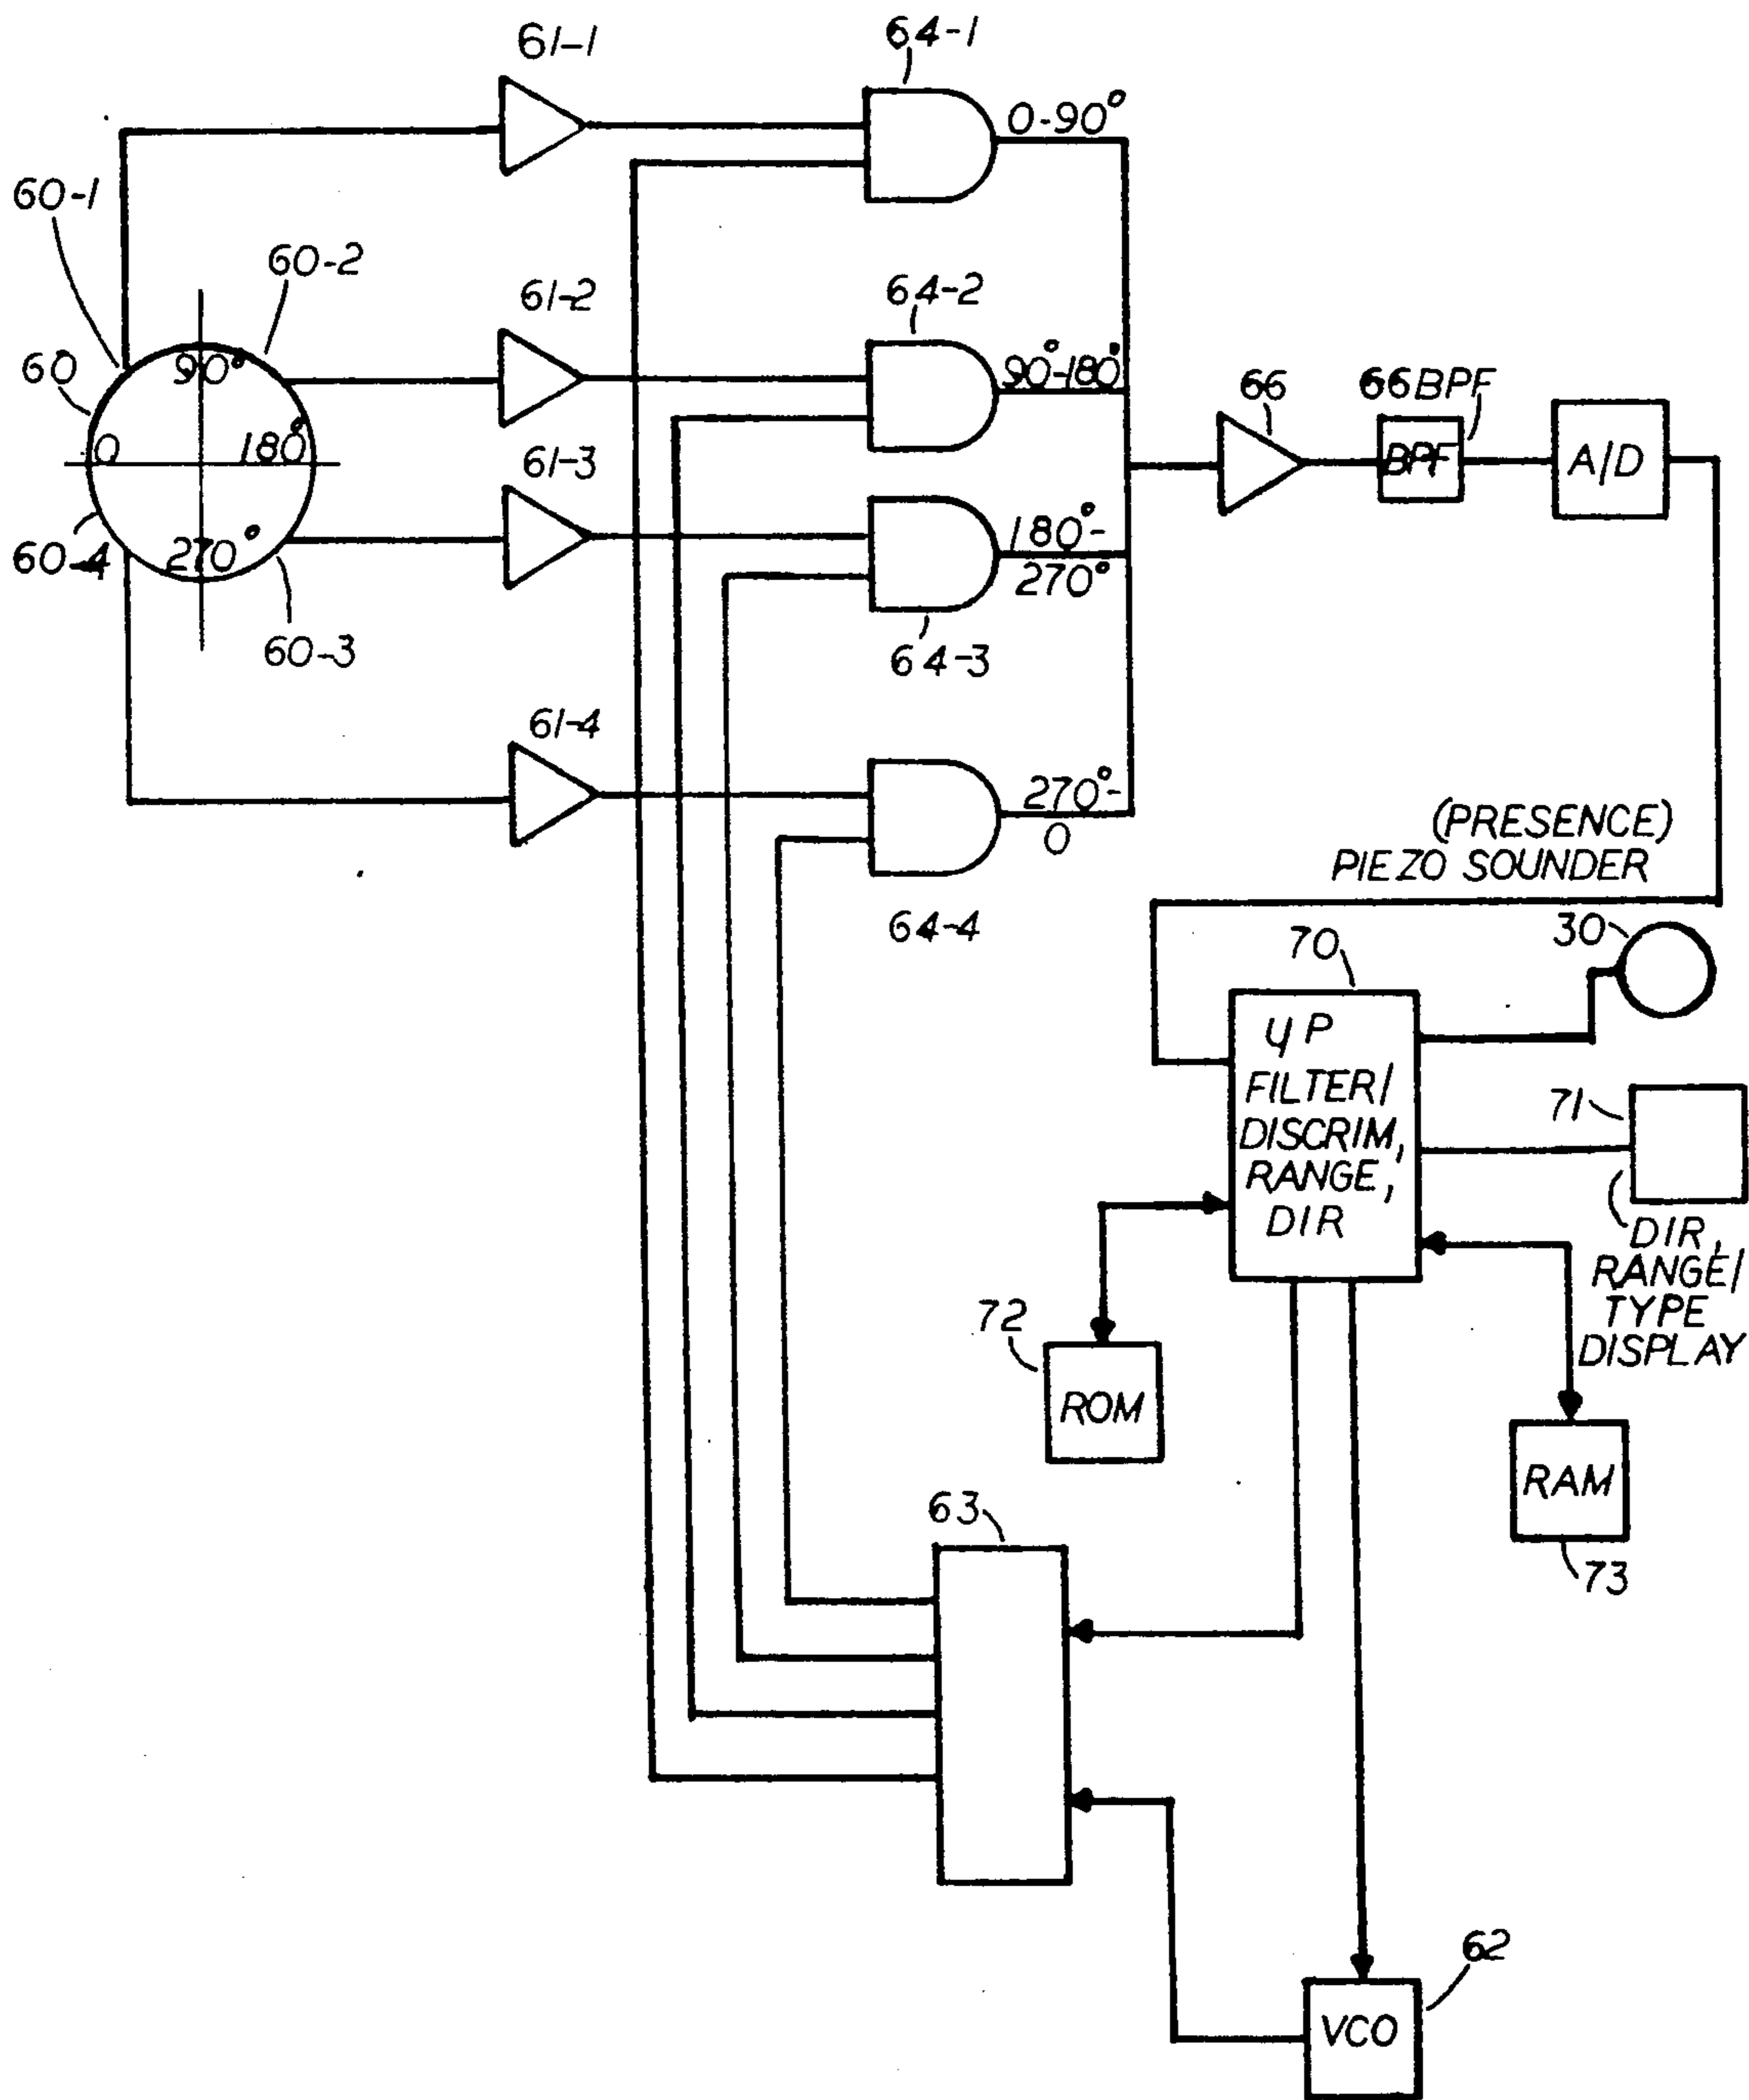 61-1
64-1
0-90°
60-1
60-2
61-2
64-2
90°
90°-180°
60
66
66BPF
0
180°
61-3
BPF
A/D
60-4
270°
180°-
270°
60-3
64-3
61-4
270°-
0
(PRESENCE)
PIEZO SOUNDER
64-4
70
30
μP
FILTER/
DISCRIM,
RANGE,
DIR
71
DIR,
RANGE/
TYPE
DISPLAY
72
ROM
RAM
73
63
62
VCO